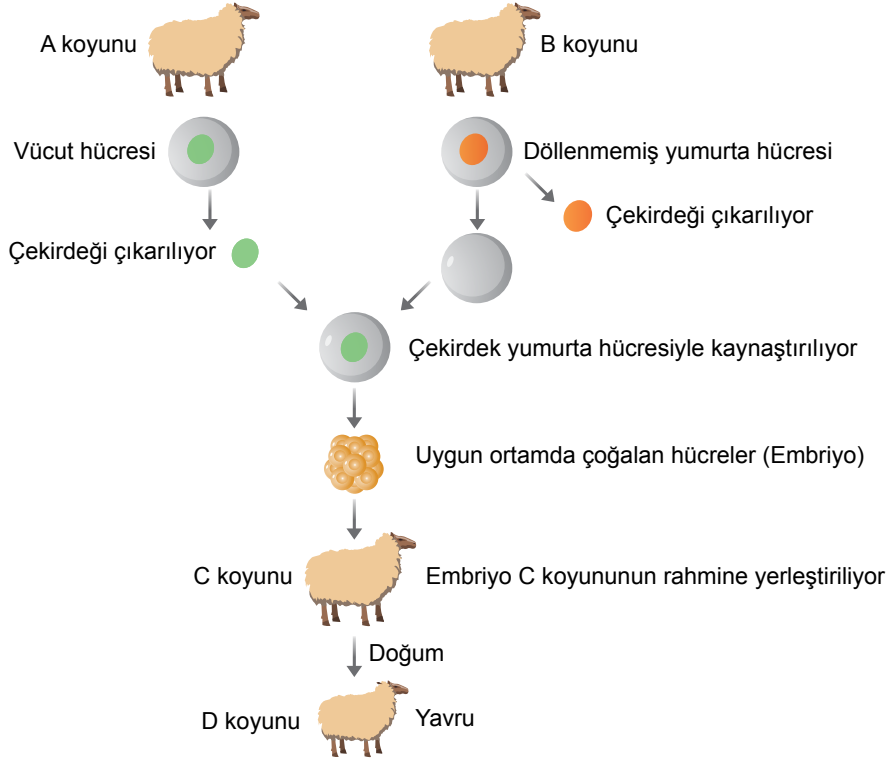 A koyunu
B koyunu
Vücut hücresi
Döllenmemiş yumurta hücresi
Çekirdeği çıkarılıyor
Çekirdeği çıkarılıyor
Çekirdek yumurta hücresiyle kaynaştırılıyor
Uygun ortamda çoğalan hücreler (Embriyo)
C koyunu
Embriyo C koyununun rahmine yerleştiriliyor
Doğum
D koyunu
Yavru